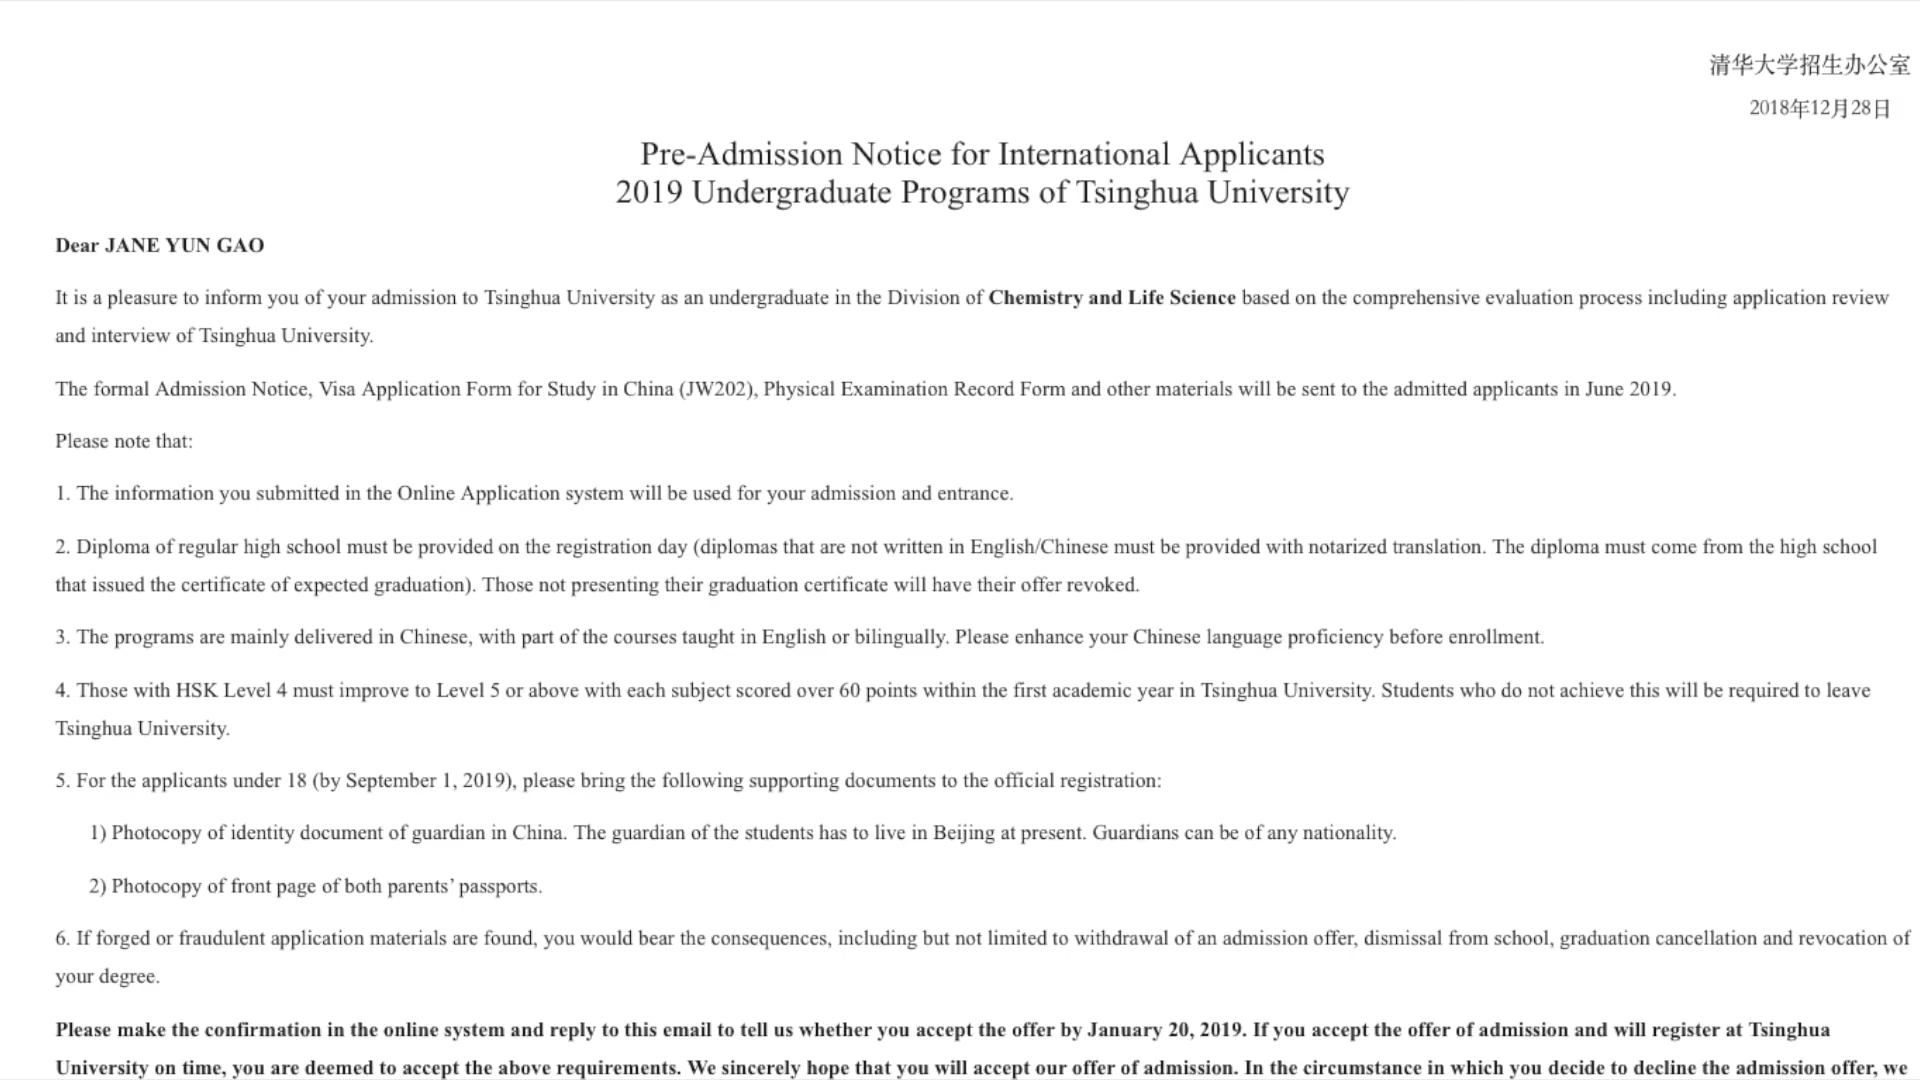 清华大学招生办公室
2018年12月28日
Pre-Admission Notice for International Applicants
2019 Undergraduate Programs of Tsinghua University
Dear JANE YUN GAO
It is a pleasure to inform you of your admission to Tsinghua University as an undergraduate in the Division of Chemistry and Life Science based on the comprehensive evaluation process including application review
and interview of Tsinghua University.
The formal Admission Notice, Visa Application Form for Study in China (JW202), Physical Examination Record Form and other materials will be sent to the admitted applicants in June 2019.
Please note that:
1. The information you submitted in the Online Application system will be used for your admission and entrance.
2. Diploma of regular high school must be provided on the registration day (diplomas that are not written in English/Chinese must be provided with notarized translation. The diploma must come from the high school
that issued the certificate of expected graduation). Those not presenting their graduation certificate will have their offer revoked.
3. The programs are mainly delivered in Chinese, with part of the courses taught in English or bilingually. Please enhance your Chinese language proficiency before enrollment.
4. Those with HSK Level 4 must improve to Level 5 or above with each subject scored over 60 points within the first academic year in Tsinghua University. Students who do not achieve this will be required to leave
Tsinghua University.
5. For the applicants under 18 (by September 1, 2019), please bring the following supporting documents to the official registration:
1) Photocopy of identity document of guardian in China. The guardian of the students has to live in Beijing at present. Guardians can be of any nationality.
2) Photocopy of front page of both parents’ passports.
6. If forged or fraudulent application materials are found, you would bear the consequences, including but not limited to withdrawal of an admission offer, dismissal from school, graduation cancellation and revocation of
your degree.
Please make the confirmation in the online system and reply to this email to tell us whether you accept the offer by January 20, 2019. If you accept the offer of admission and will register at Tsinghua
University on time, you are deemed to accept the above requirements. We sincerely hope that you will accept our offer of admission. In the circumstance in which you decide to decline the admission offer, we